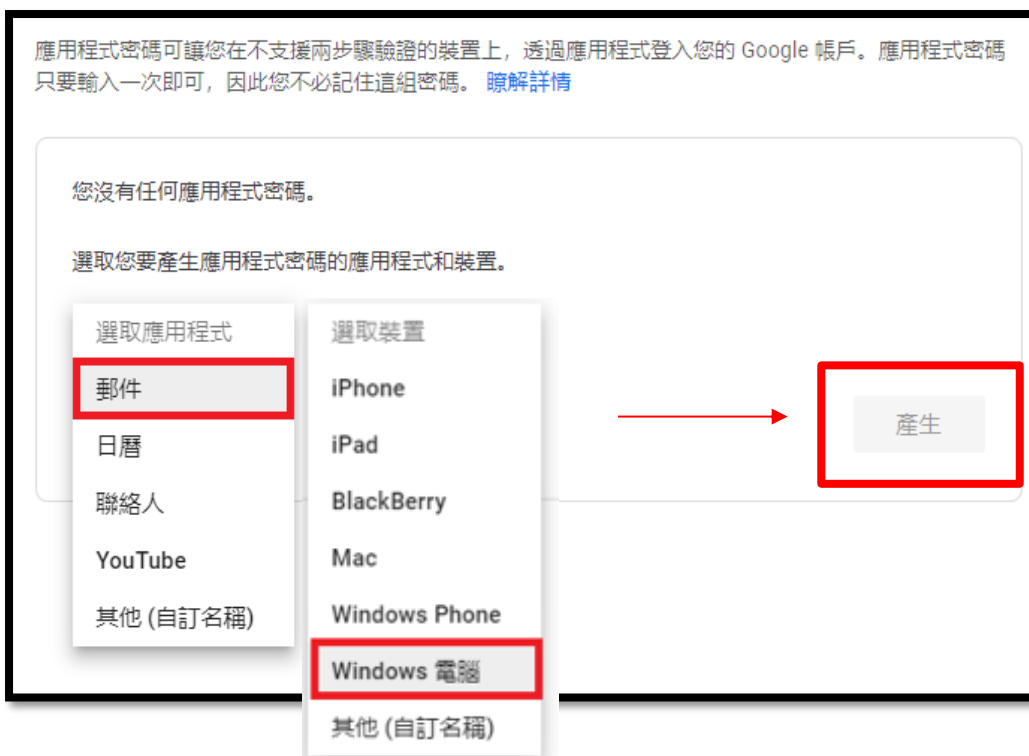 應用程式密碼可讓您在不支援兩步驟驗證的裝置上，透過應用程式登入您的 Google 帳戶。應用程式密碼
只要輸入一次即可，因此您不必記住這組密碼。 瞭解詳情
您沒有任何應用程式密碼。
選取您要產生應用程式密碼的應用程式和裝置。
選取應用程式
郵件
日曆
聯絡人
YouTube
其他 (自訂名稱)
選取裝置
iPhone
iPad
BlackBerry
Mac
Windows Phone
Windows 電腦
其他 (自訂名稱)
產生